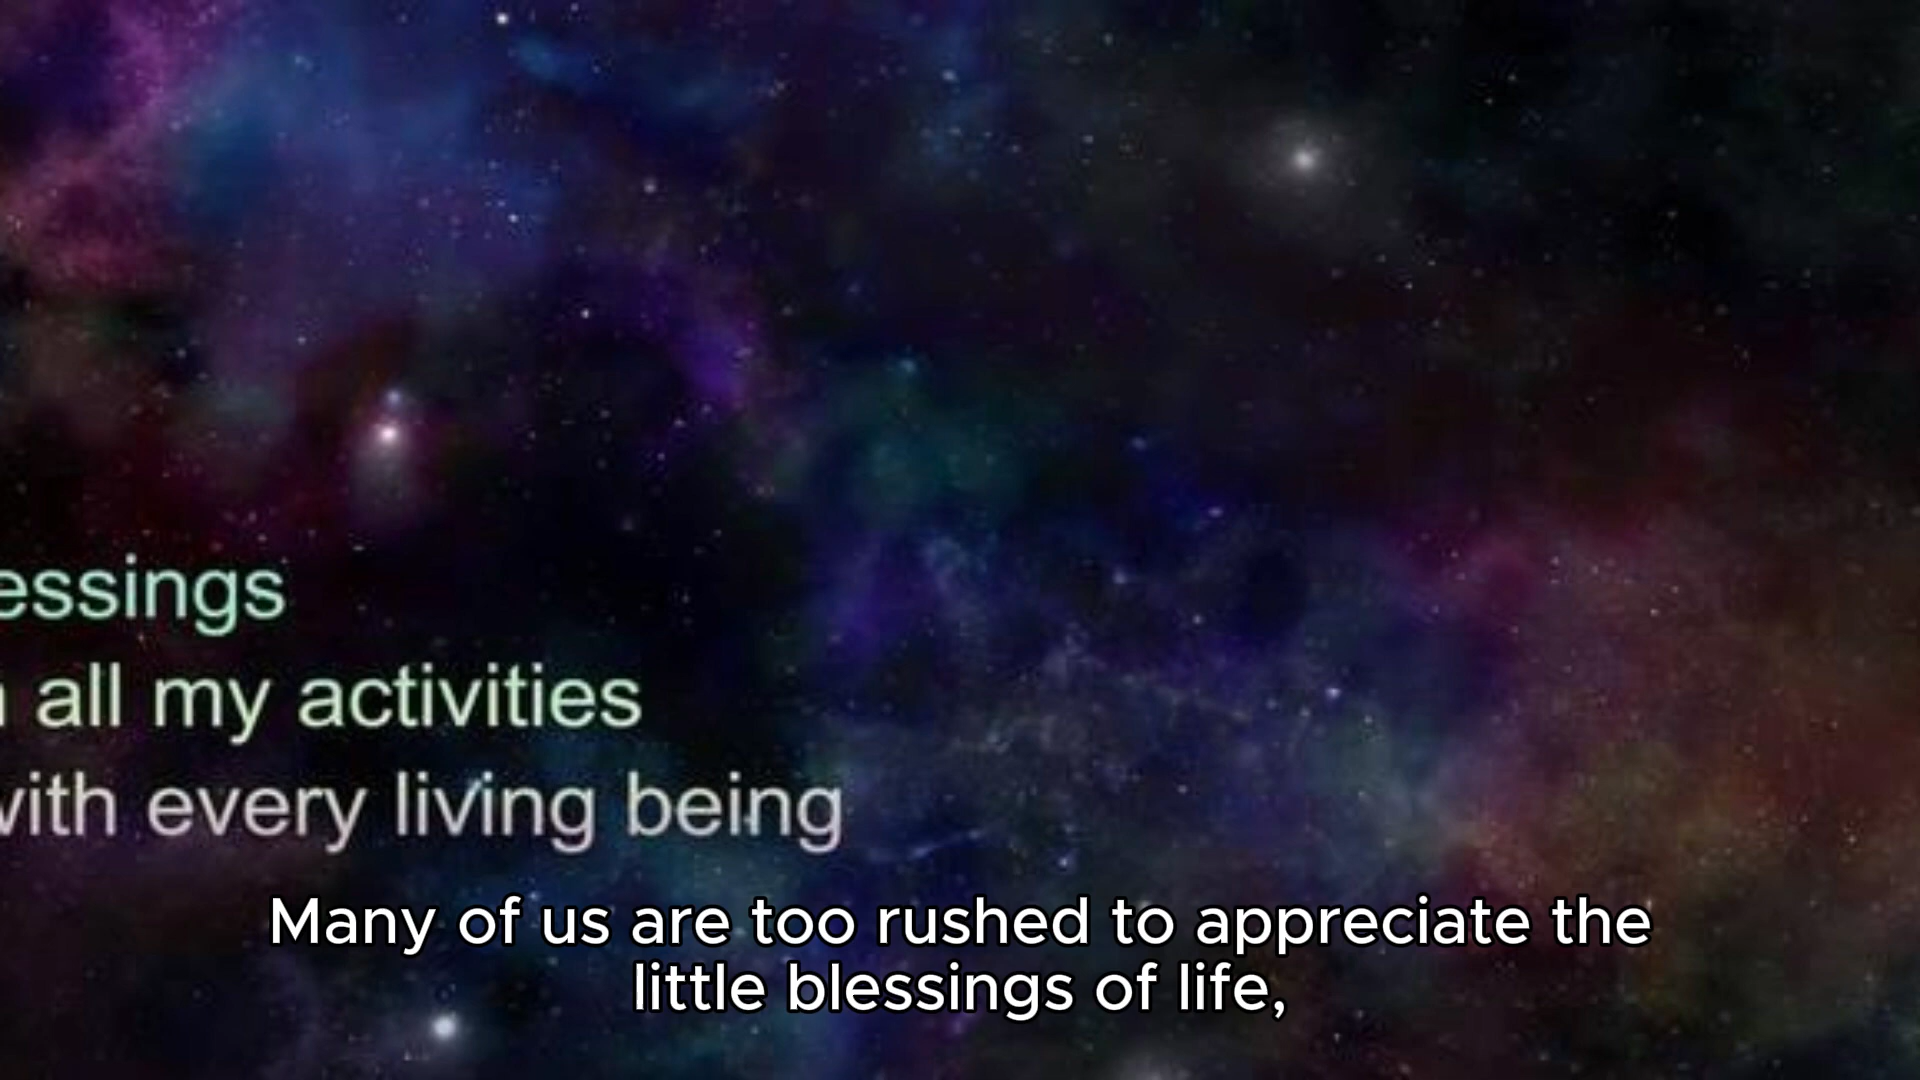 essings
all my activities
with every living being
Many of us are too rushed to appreciate the
little blessings of life,